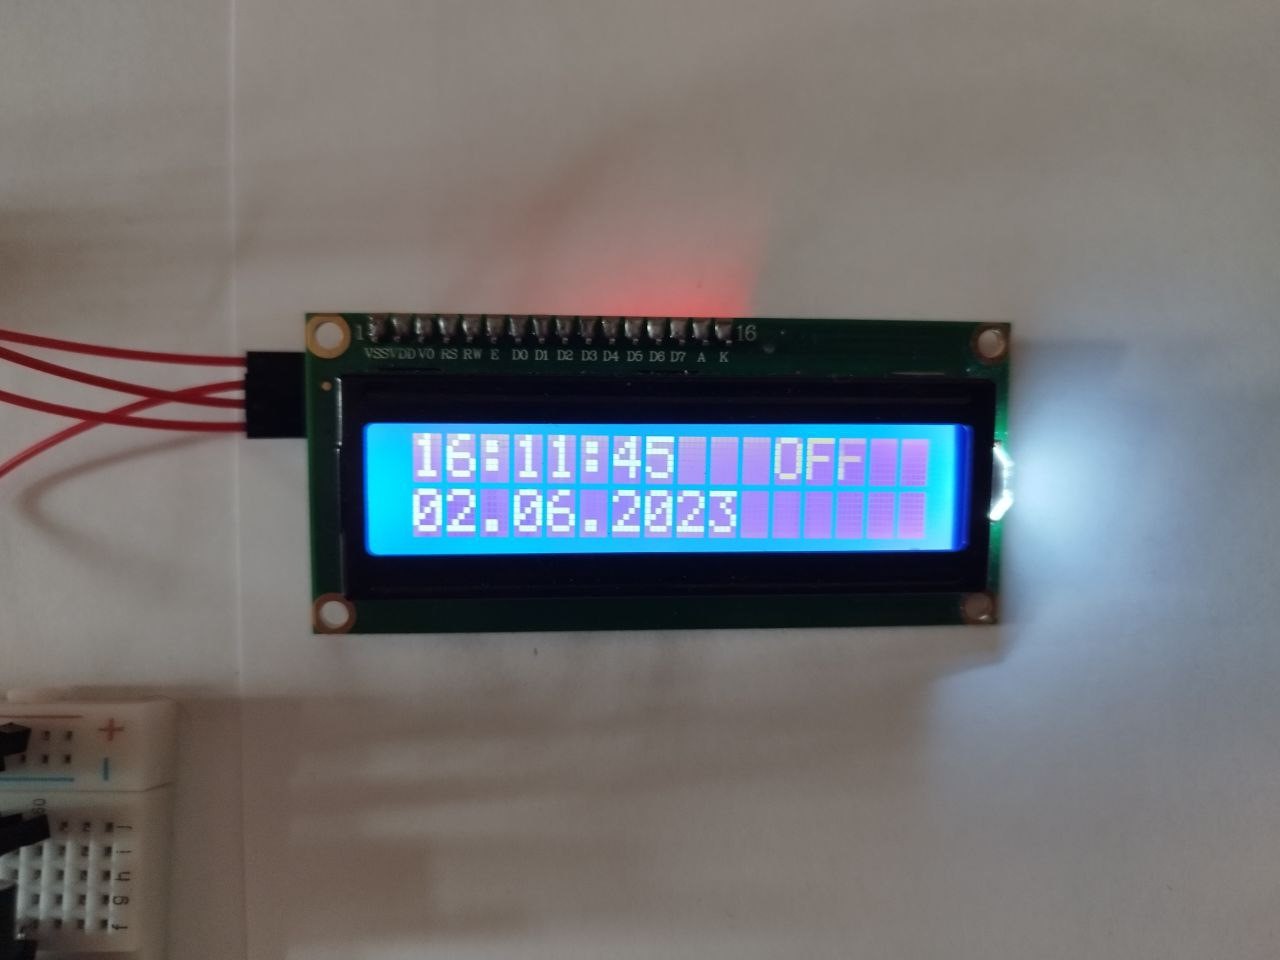 1 16
VSS VDD V0 RS RW E D0 D1 D2 D3 D4 D5 D6 D7 A K
16:11:45 OFF
02.06.2023
+
-
60
j
i
h
g
f